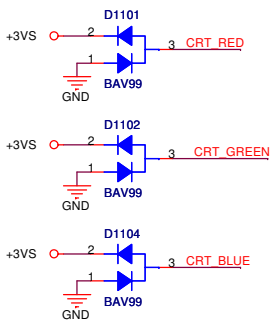 D1101
+3VS 2
3 CRT_RED
1
GND BAV99
D1102
+3VS 2
3 CRT_GREEN
1
GND BAV99
D1104
+3VS 2
3 CRT_BLUE
1
GND BAV99